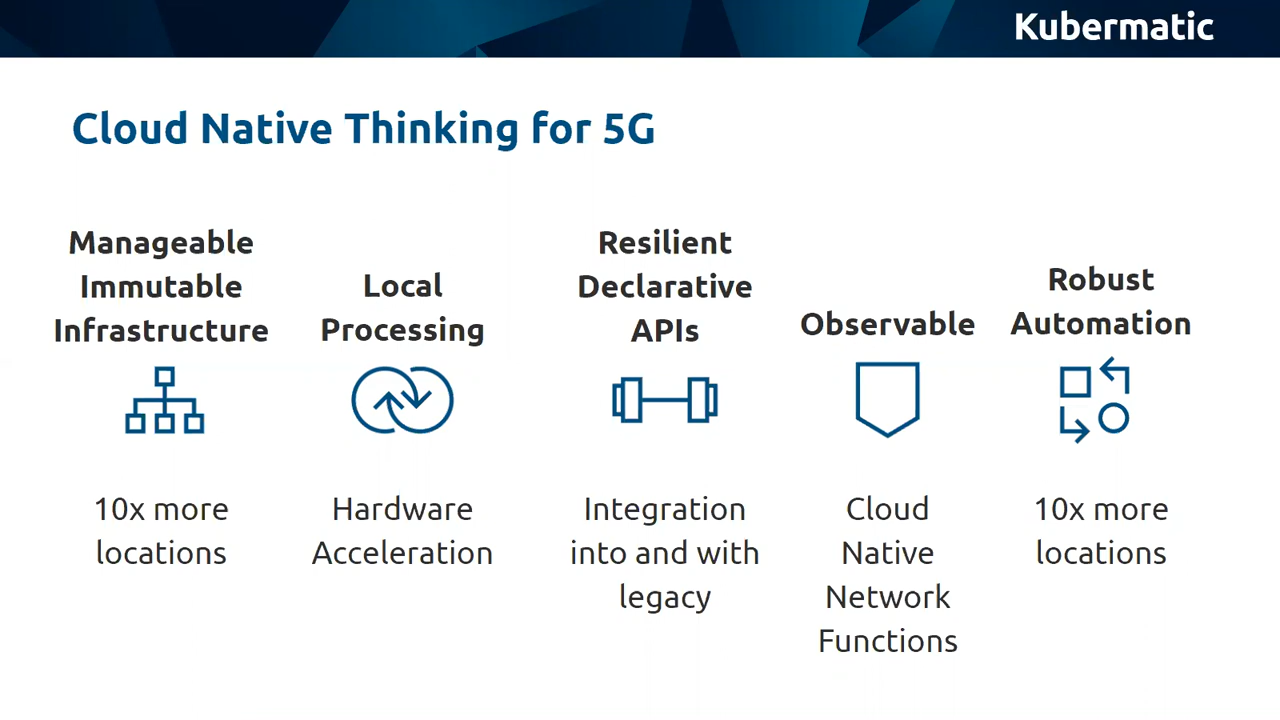 Kubermatic
Cloud Native Thinking for 5G
Manageable
Immutable
Infrastructure
10x more
locations
Local
Processing
Hardware
Acceleration
Resilient
Declarative
APIs
Integration
into and with
legacy
Observable
Cloud
Native
Network
Functions
Robust
Automation
10x more
locations